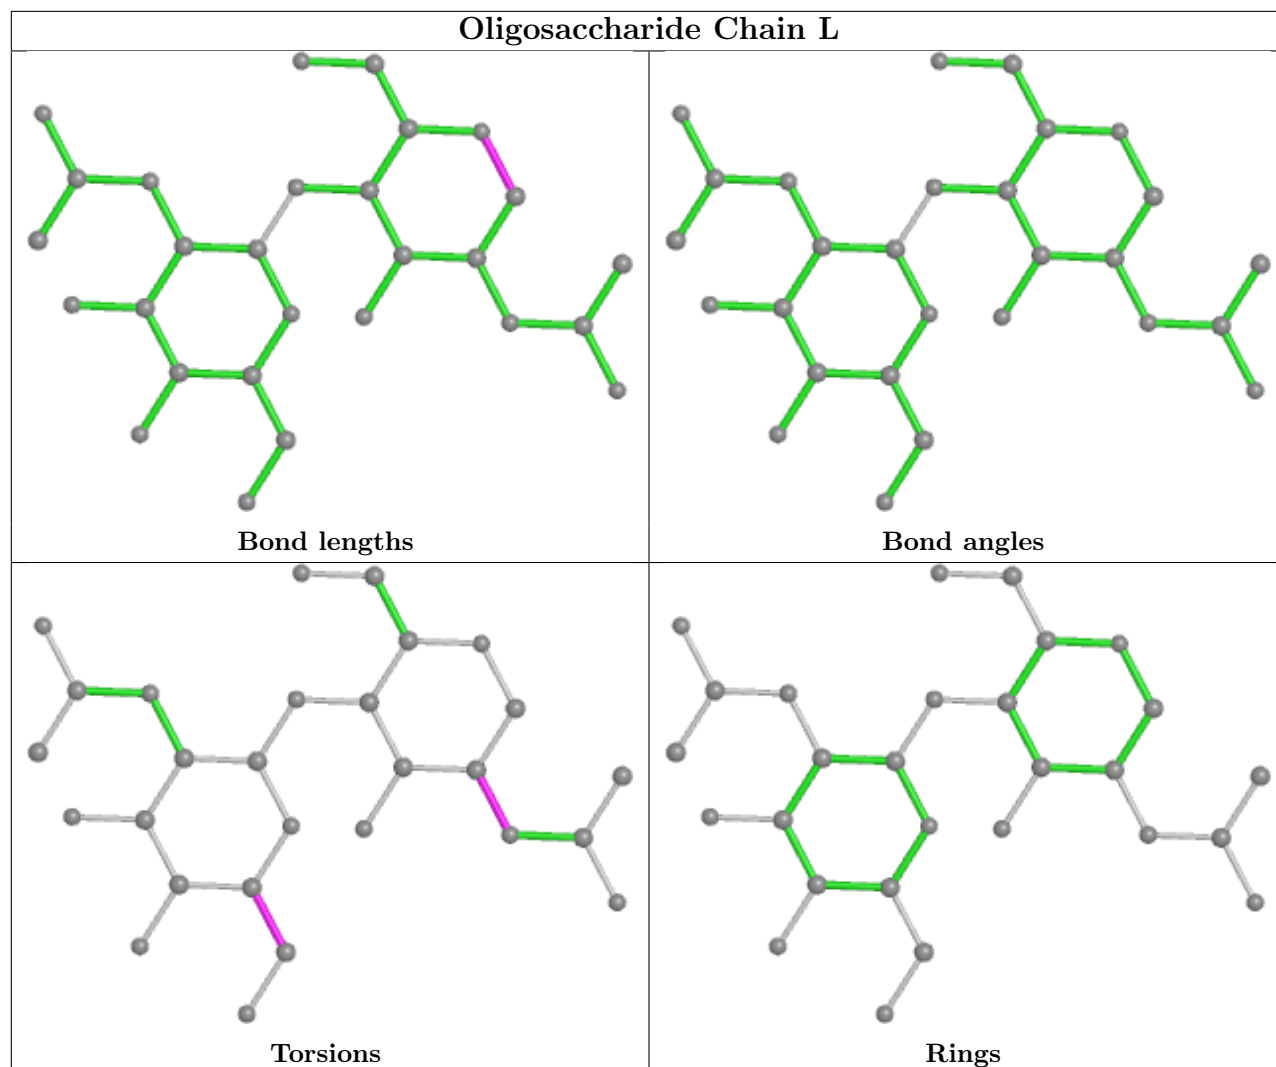 Oligosaccharide Chain L
Bond lengths
Bond angles
Torsions
Rings